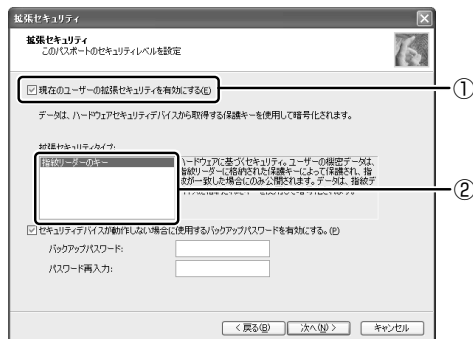 拡張セキュリティ
拡張セキュリティ
このパスポートのセキュリティレベルを設定
現在のユーザーの拡張セキュリティを有効にする(E)
①
データは、ハードウェアセキュリティデバイスから取得する保護キーを使用して暗号化されます。
拡張セキュリティタイプ:
指紋リーダーのキー
ハードウェアに基づくセキュリティ。ユーザーの機密データは、
指紋リーダーに格納された保護キーによって保護され、指
紋が一致した場合にのみ公開されます。データは、指紋デ
②
セキュリティデバイスが動作しない場合に使用するバックアップパスワードを有効にする。(P)
バックアップパスワード:
パスワード再入力:
< 戻る(B)
次へ(N) >
キャンセル